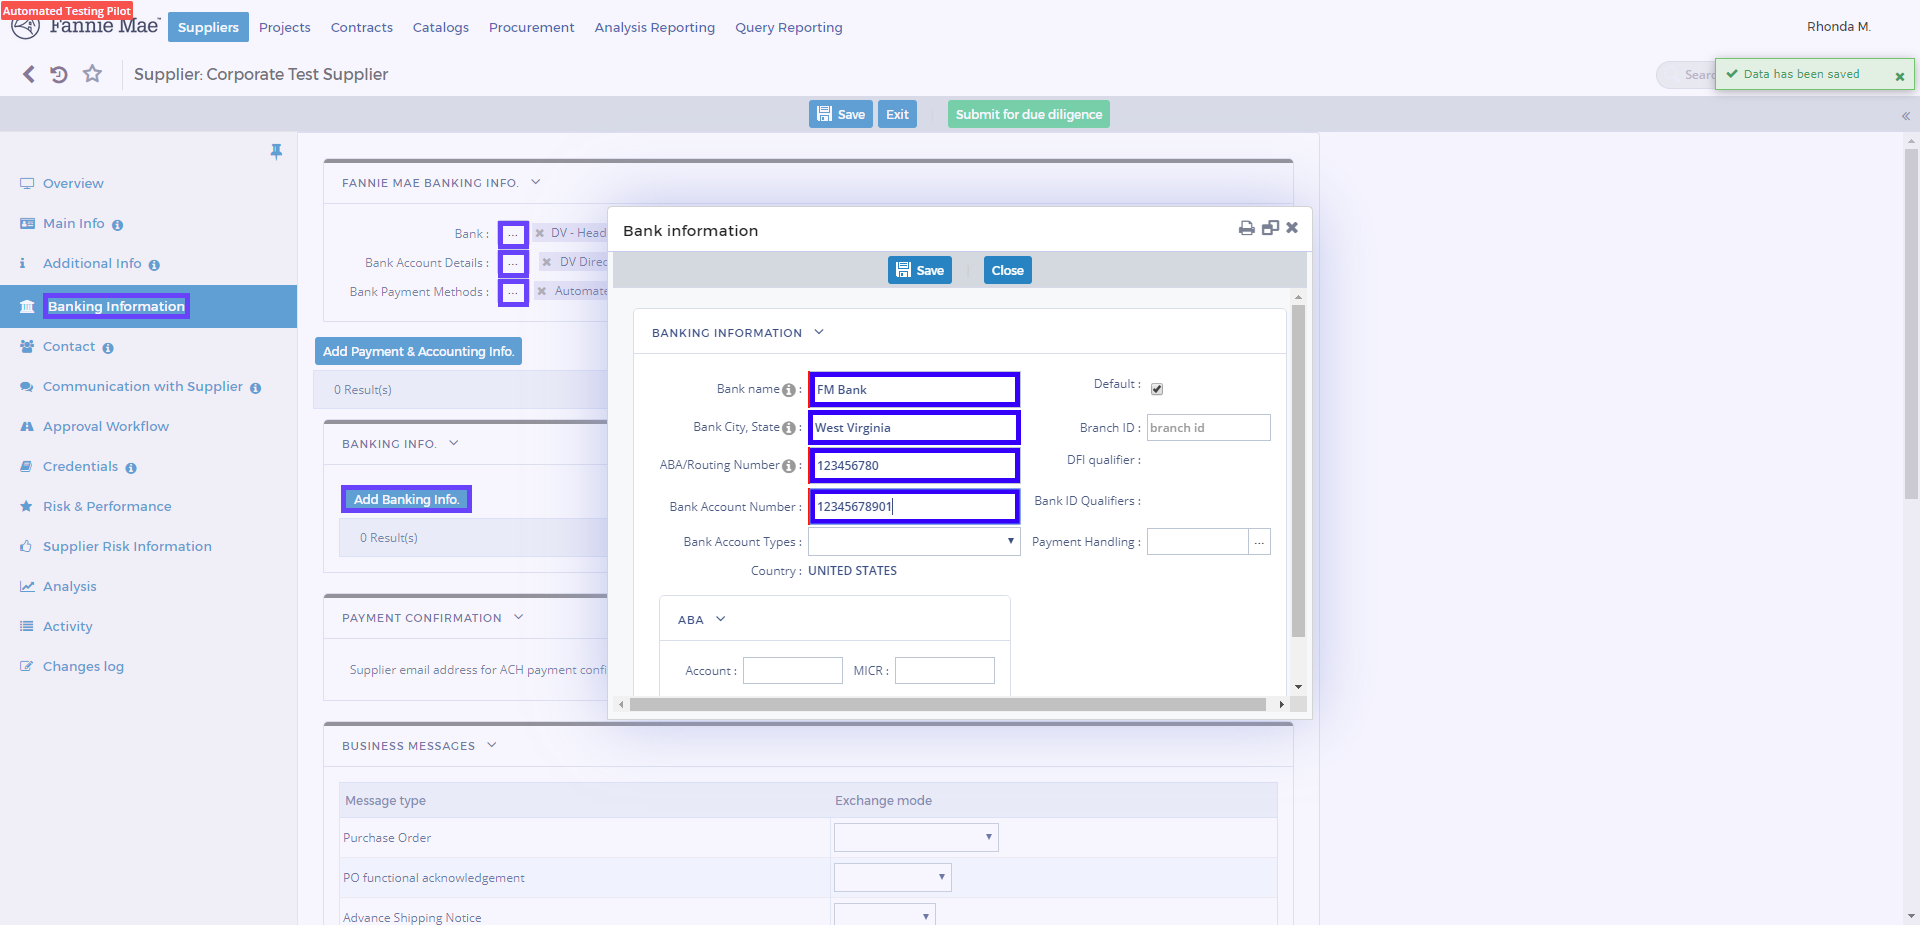 Automated Testing Pilot
Fannie Mae
Suppliers
Projects
Contracts
Catalogs
Procurement
Analysis Reporting
Query Reporting
Rhonda M.
Supplier: Corporate Test Supplier
Data has been saved
Save
Exit
Submit for due diligence
Overview
Main Info
Additional Info
Banking Information
Contact
Communication with Supplier
Approval Workflow
Credentials
Risk & Performance
Supplier Risk Information
Analysis
Activity
Changes log
FANNIE MAE BANKING INFO.
Bank : ... DV - Head
Bank Account Details : ... DV Direc
Bank Payment Methods : ... Automate
Add Payment & Accounting Info.
0 Result(s)
BANKING INFO.
Add Banking Info.
0 Result(s)
PAYMENT CONFIRMATION
Supplier email address for ACH payment confi
BUSINESS MESSAGES
Message type
Exchange mode
Purchase Order
PO functional acknowledgement
Advance Shipping Notice
Bank information
Save
Close
BANKING INFORMATION
Bank name : FM Bank
Default :
Bank City, State : West Virginia
Branch ID : branch id
ABA/Routing Number : 123456780
DFI qualifier :
Bank Account Number : 12345678901
Bank ID Qualifiers :
Bank Account Types :
Payment Handling : ...
Country : UNITED STATES
ABA
Account :
MICR :